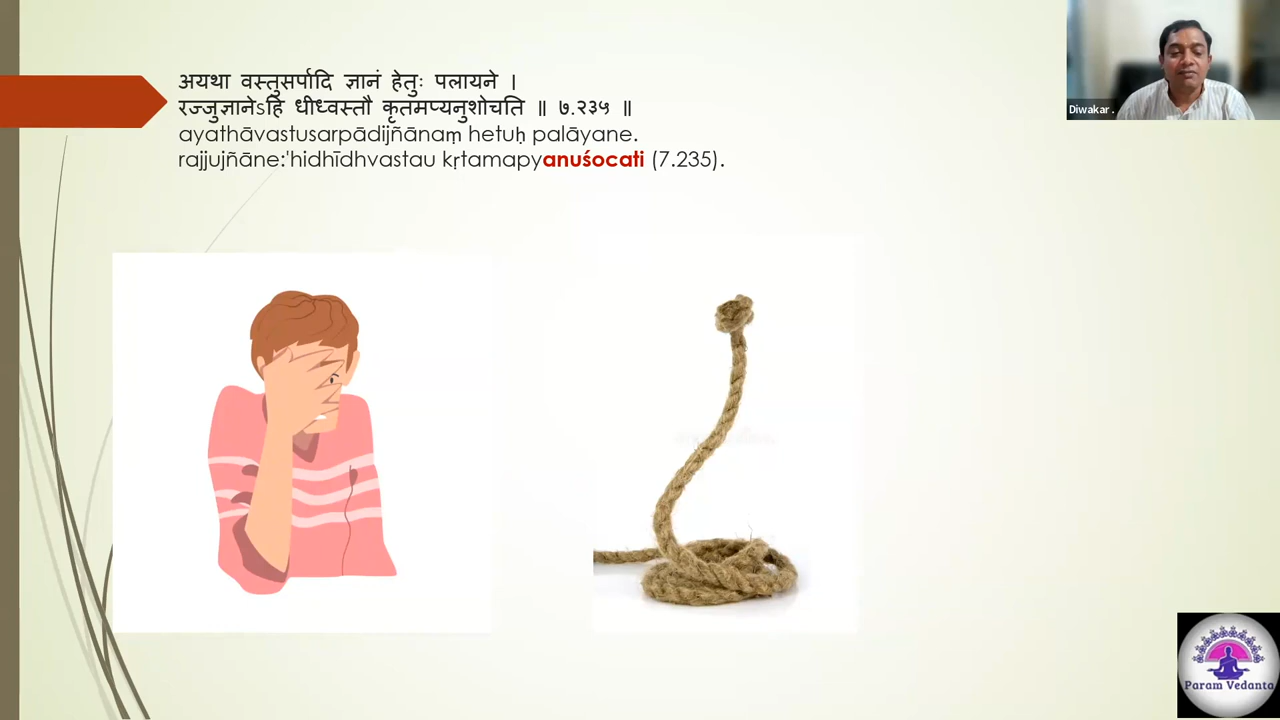 अयथा वस्तुसर्पादि ज्ञानं हेतुः पलायने ।
रज्जुज्ञानेऽहि धीध्वस्तौ कृतमप्यनुशोचति ॥ ७.२३५ ॥
ayathāvastusarpādijñānaṃ hetuḥ palāyane.
rajjujñāne:'hidhīdhvastau kṛtamapyanuśocati (7.235).
Diwakar .
Param Vedanta